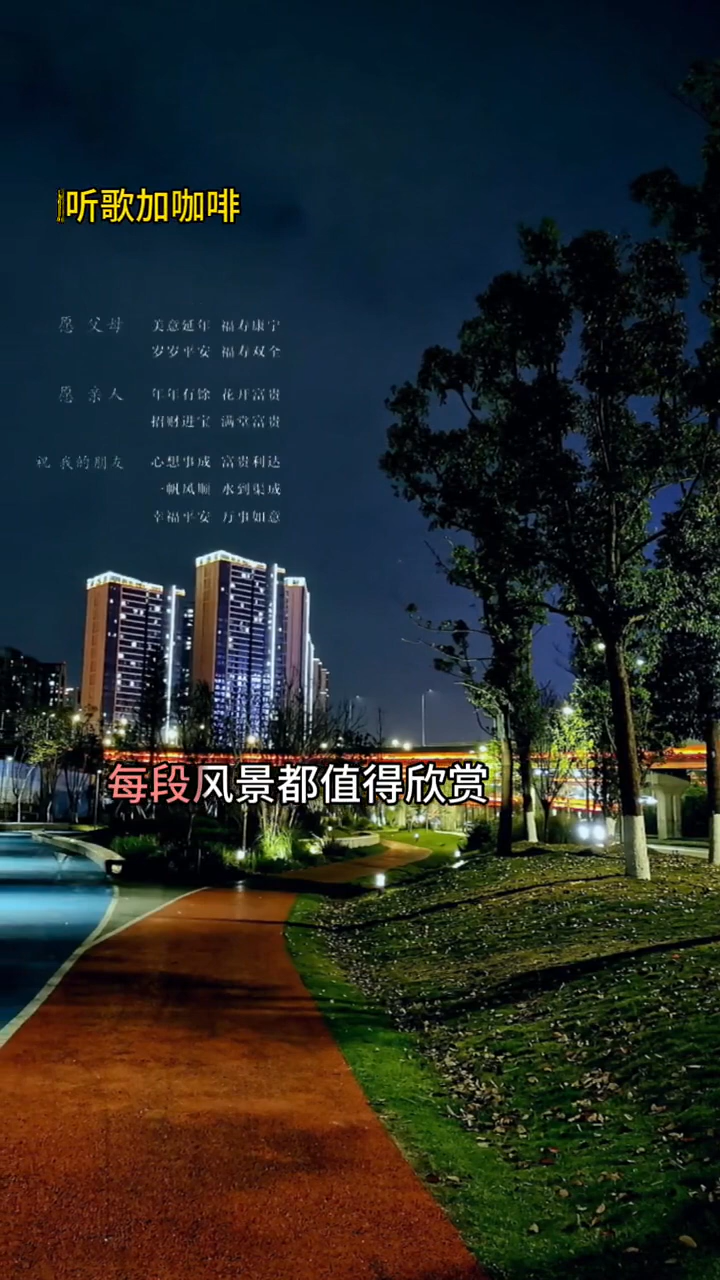 听歌加咖啡
愿 父母 美意延年 福寿康宁
岁岁平安 福寿双全
愿 亲人 年年有馀 花开富贵
招财进宝 满堂富贵
祝 我的朋友 心想事成 富贵利达
一帆风顺 水到渠成
幸福平安 万事如意
每段风景都值得欣赏